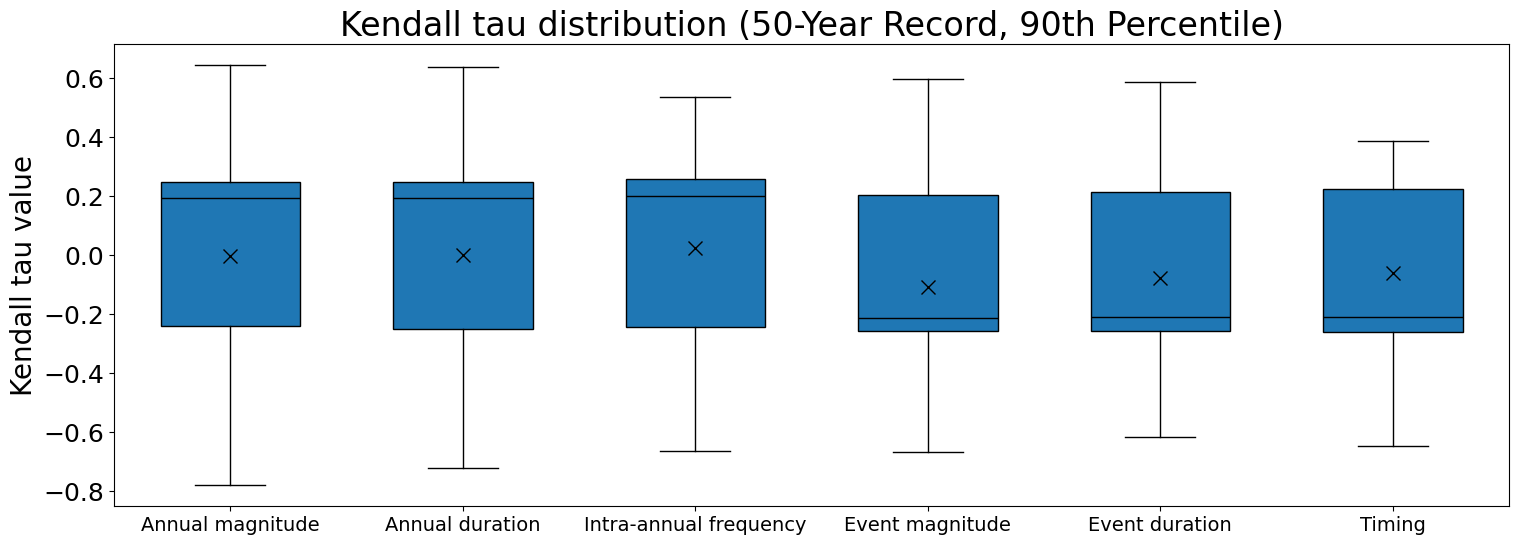 Kendall tau distribution (50-Year Record, 90th Percentile)
Kendall tau value
0.6
0.4
0.2
0.0
−0.2
−0.4
−0.6
−0.8
Annual magnitude
Annual duration
Intra-annual frequency
Event magnitude
Event duration
Timing